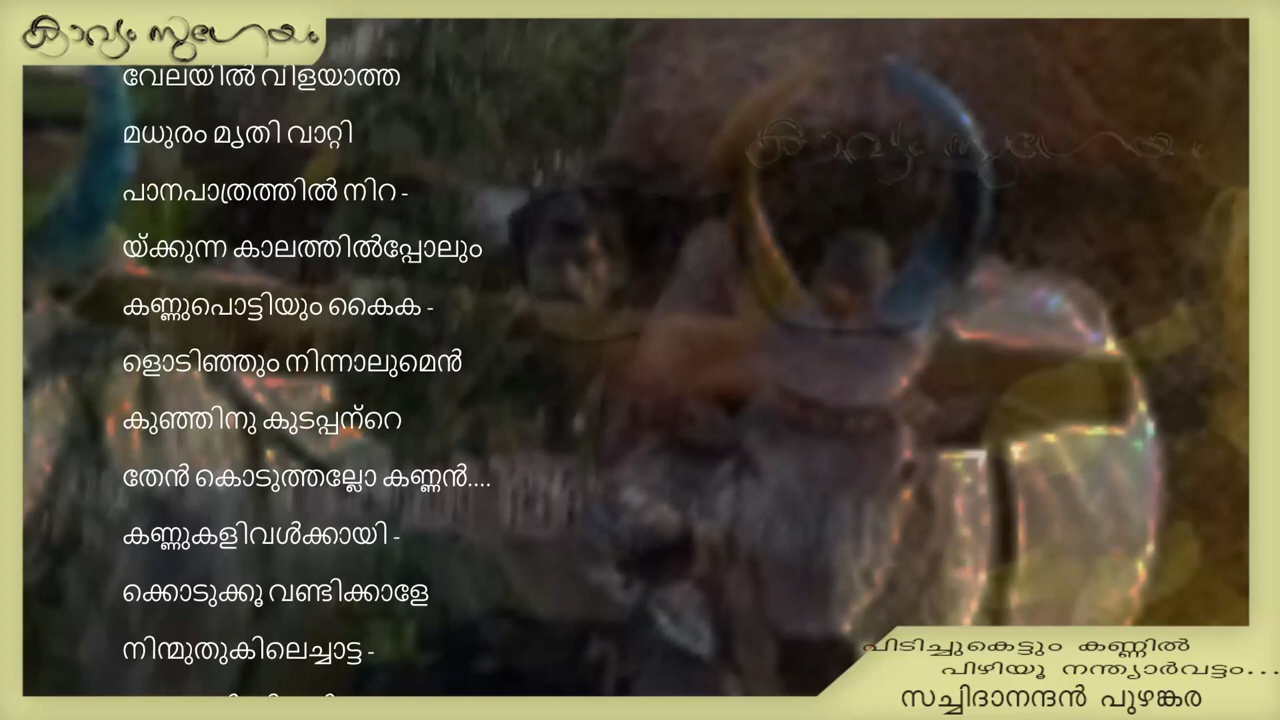 കാവ്യം സുഗേയം
വേലയിൽ വിളയാത്ത
മധുരം മൃതി വാറ്റി
പാനപാത്രത്തിൽ നിറ -
യ്ക്കുന്ന കാലത്തിൽപ്പോലും
കണ്ണുപൊട്ടിയും കൈക -
ളൊടിഞ്ഞും നിന്നാലുമെൻ
കുഞ്ഞിനു കുടപ്പന്റെ
തേൻ കൊടുത്തല്ലോ കണ്ണൻ....
കണ്ണുകളിവൾക്കായി -
ക്കൊടുക്കൂ വണ്ടിക്കാളേ
നിന്മുതുകിലെച്ചാട്ട -
പിടിച്ചുകെട്ടും കണ്ണിൽ
പിഴിയൂ നന്ത്യാർവട്ടം...
സച്ചിദാനന്ദൻ പുഴങ്കര
കാവ്യം സുഗേയം